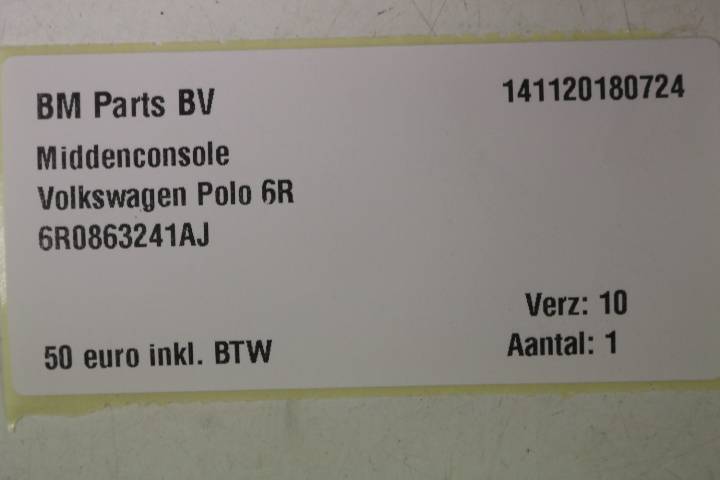 BM Parts BV
141120180724
Middenconsole
Volkswagen Polo 6R
6R0863241AJ
Verz: 10
50 euro inkl. BTW
Aantal: 1